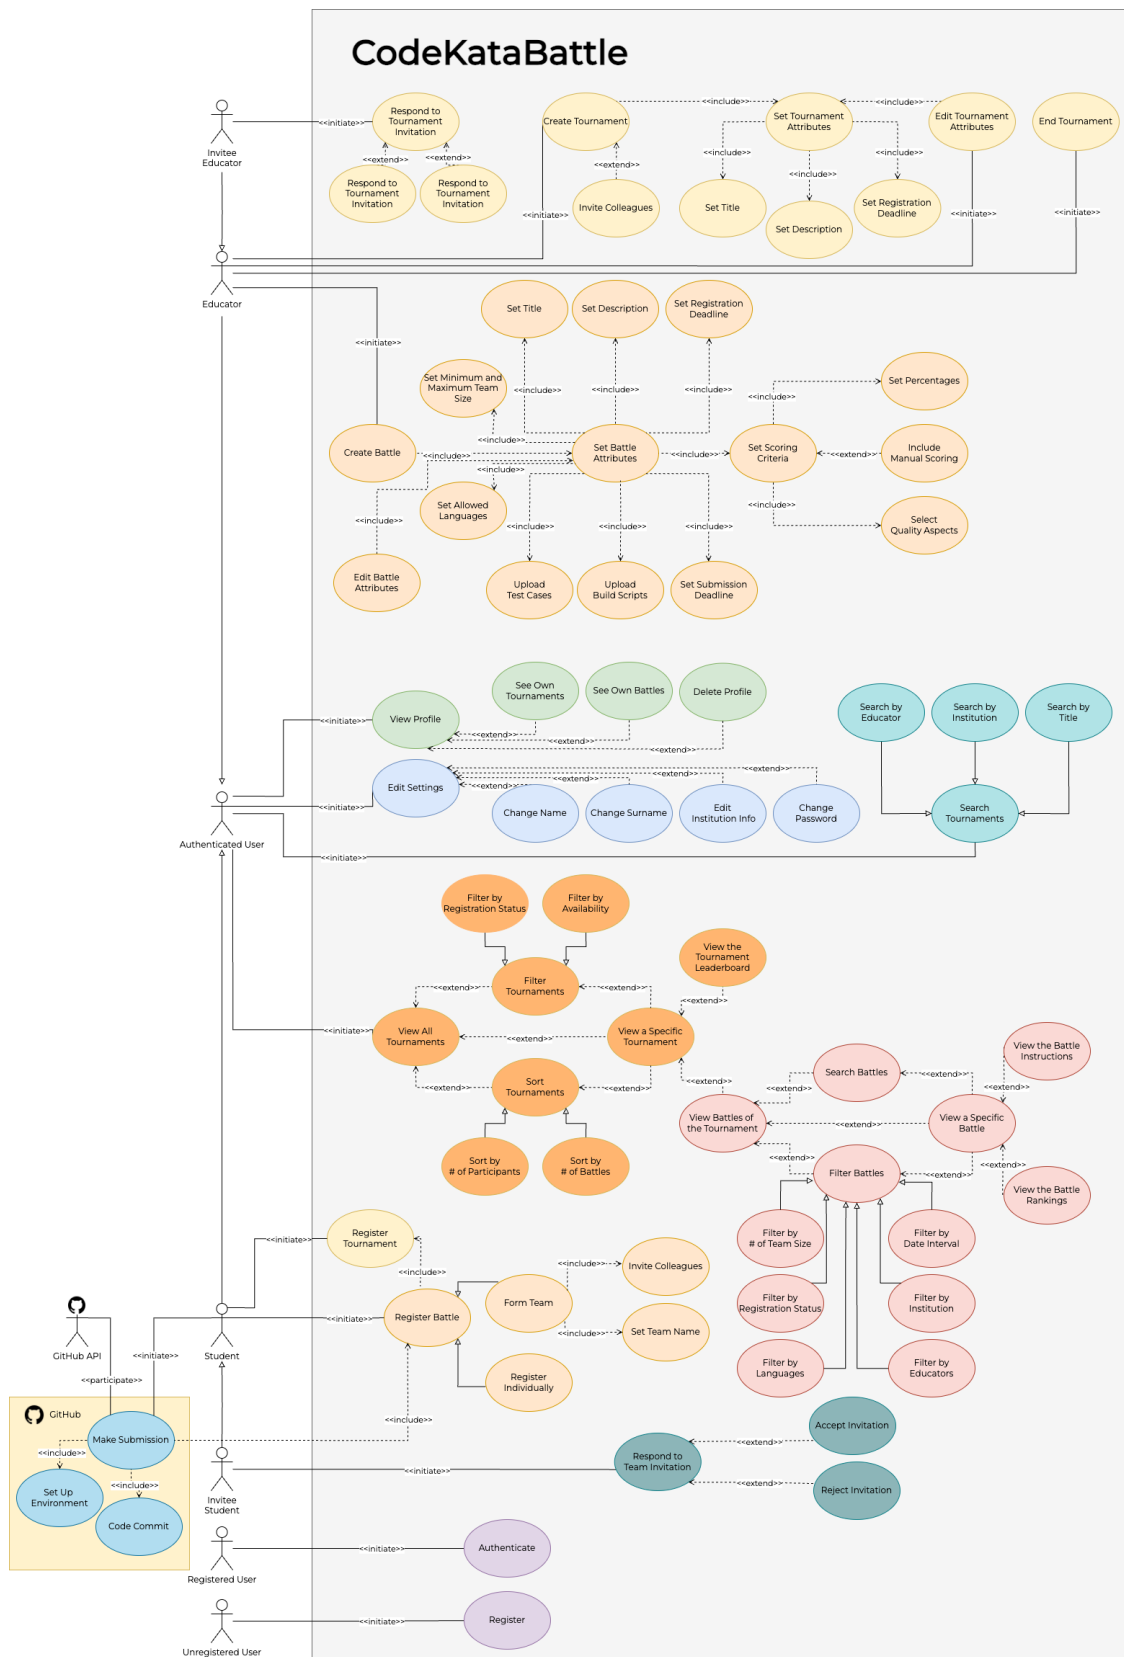 CodeKataBattle
Invitee
Educator
<<initiate>>
Respond to
Tournament
Invitation
<<extend>>
<<extend>>
Respond to
Tournament
Invitation
Respond to
Tournament
Invitation
Create Tournament
<<include>>
Set Tournament
Attributes
<<include>>
Edit Tournament
Attributes
End Tournament
<<extend>>
<<include>>
<<include>>
<<include>>
Invite Colleagues
Set Title
Set Description
Set Registration
Deadline
<<initiate>>
<<initiate>>
<<initiate>>
Educator
<<initiate>>
Set Title
Set Description
Set Registration
Deadline
Set Minimum and
Maximum Team
Size
<<include>>
<<include>>
<<include>>
Set Percentages
<<include>>
<<include>>
Create Battle
<<include>>
Set Battle
Attributes
<<include>>
Set Scoring
Criteria
<<extend>>
Include
Manual Scoring
<<include>>
Set Allowed
Languages
<<include>>
<<include>>
<<include>>
<<include>>
<<include>>
Select
Quality Aspects
<<include>>
Edit Battle
Attributes
Upload
Test Cases
Upload
Build Scripts
Set Submission
Deadline
See Own
Tournaments
See Own Battles
Delete Profile
<<initiate>>
View Profile
<<extend>>
<<extend>>
<<extend>>
Search by
Educator
Search by
Institution
Search by
Title
Authenticated User
<<initiate>>
Edit Settings
<<extend>>
<<extend>>
<<extend>>
<<extend>>
Change Name
Change Surname
Edit
Institution Info
Change
Password
Search
Tournaments
<<initiate>>
Filter by
Registration Status
Filter by
Availability
View the
Tournament
Leaderboard
Filter
Tournaments
<<extend>>
<<extend>>
<<extend>>
<<initiate>>
View All
Tournaments
<<extend>>
View a Specific
Tournament
<<extend>>
Sort
Tournaments
<<extend>>
<<extend>>
Sort by
# of Participants
Sort by
# of Battles
View the Battle
Instructions
Search Battles
<<extend>>
<<extend>>
<<extend>>
View Battles of
the Tournament
<<extend>>
View a Specific
Battle
<<extend>>
Filter Battles
<<extend>>
<<extend>>
View the Battle
Rankings
Filter by
# of Team Size
Filter by
Date Interval
Filter by
Registration Status
Filter by
Institution
Filter by
Languages
Filter by
Educators
<<initiate>>
Register
Tournament
<<include>>
Student
<<initiate>>
Register Battle
Form Team
<<include>>
Invite Colleagues
<<include>>
Set Team Name
Register
Individually
GitHub API
<<initiate>>
<<participate>>
<<include>>
GitHub
Make Submission
<<include>>
<<include>>
Set Up
Environment
Code Commit
Invitee
Student
<<initiate>>
Respond to
Team Invitation
<<extend>>
Accept Invitation
<<extend>>
Reject Invitation
Registered User
<<initiate>>
Authenticate
Unregistered User
<<initiate>>
Register